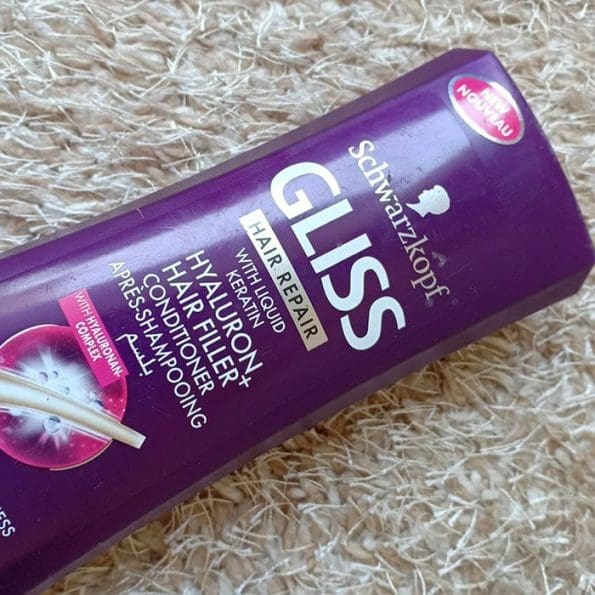 NEW
NOUVEAU
Schwarzkopf
GLISS
HAIR REPAIR
WITH LIQUID
KERATIN
HYALURON+
HAIR FILLER
CONDITIONER
APRÈS-SHAMPOOING
بلسم
WITH HYALURONAN-
COMPLEX